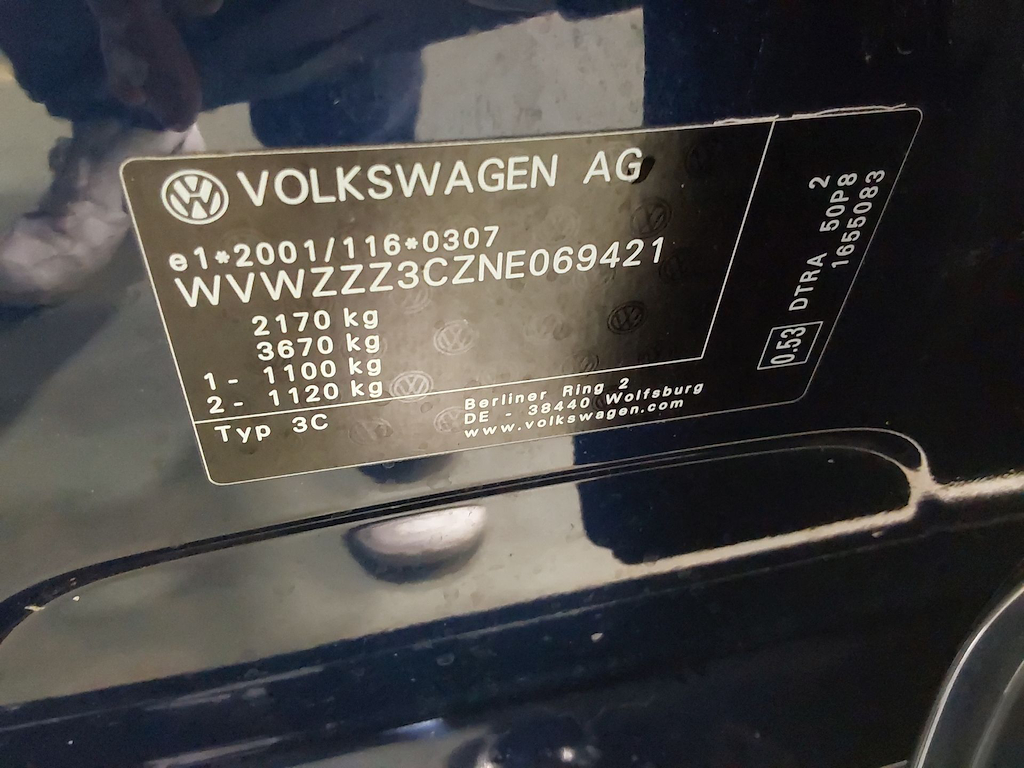 VOLKSWAGEN AG
e1*2001/116*0307
WVWZZZ3CZNE069421
2170 kg
3670 kg
1- 1100 kg
2- 1120 kg
Typ 3C
Berliner Ring 2
DE - 38440 Wolfsburg
www.volkswagen.com
0.53 DTRA 50P8 2
1655083